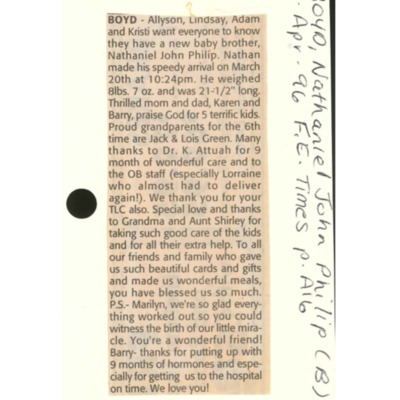 BOYD - Allyson, Lindsay, Adam
and Kristi want everyone to know
they have a new baby brother,
Nathaniel John Philip. Nathan
made his speedy arrival on March
20th at 10:24pm. He weighed
8lbs. 7 oz. and was 21-1/2" long.
Thrilled mom and dad, Karen and
Barry, praise God for 5 terrific kids.
Proud grandparents for the 6th
time are Jack & Lois Green. Many
thanks to Dr. K. Attuah for 9
month of wonderful care and to
the OB staff (especially Lorraine
who almost had to deliver
again!). We thank you for your
TLC also. Special love and thanks
to Grandma and Aunt Shirley for
taking such good care of the kids
and for all their extra help. To all
our friends and family who gave
us such beautiful cards and gifts
and made us wonderful meals,
you have blessed us so much.
P.S.- Marilyn, we're so glad every-
thing worked out so you could
witness the birth of our little mira-
cle. You're a wonderful friend!
Barry- thanks for putting up with
9 months of hormones and espe-
cially for getting us to the hospital
on time. We love you!
BOYD, Nathaniel John Philip (B)
Apr. 96 F.E. Times p. A16